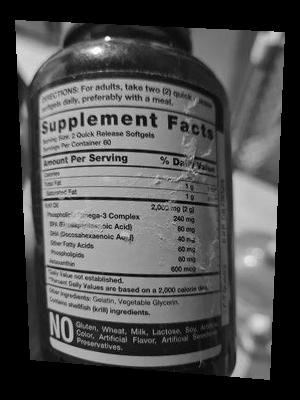 DIRECTIONS: For adults, take two (2) quick
softgels daily, preferably with a meal.
Supplement Facts
Serving Size: 2 Quick Release Softgels
Servings Per Container 60
Amount Per Serving % Daily Value
Calories
Total Fat 1 g
Saturated Fat 1 g
Krill Oil 2,000 mg (2 g)
Phospholipid Omega-3 Complex 240 mg
EPA (Eicosapentaenoic Acid) 60 mg
DHA (Docosahexaenoic Acid) 40 mg
Other Fatty Acids 60 mg
Phospholipids 60 mg
Astaxanthin 600 mcg
Daily Value not established.
*Percent Daily Values are based on a 2,000 calorie diet.
Other Ingredients: Gelatin, Vegetable Glycerin.
Contains shellfish (krill) ingredients.
NO Gluten, Wheat, Milk, Lactose, Soy, Artificial
Color, Artificial Flavor, Artificial Sweetener,
Preservatives.